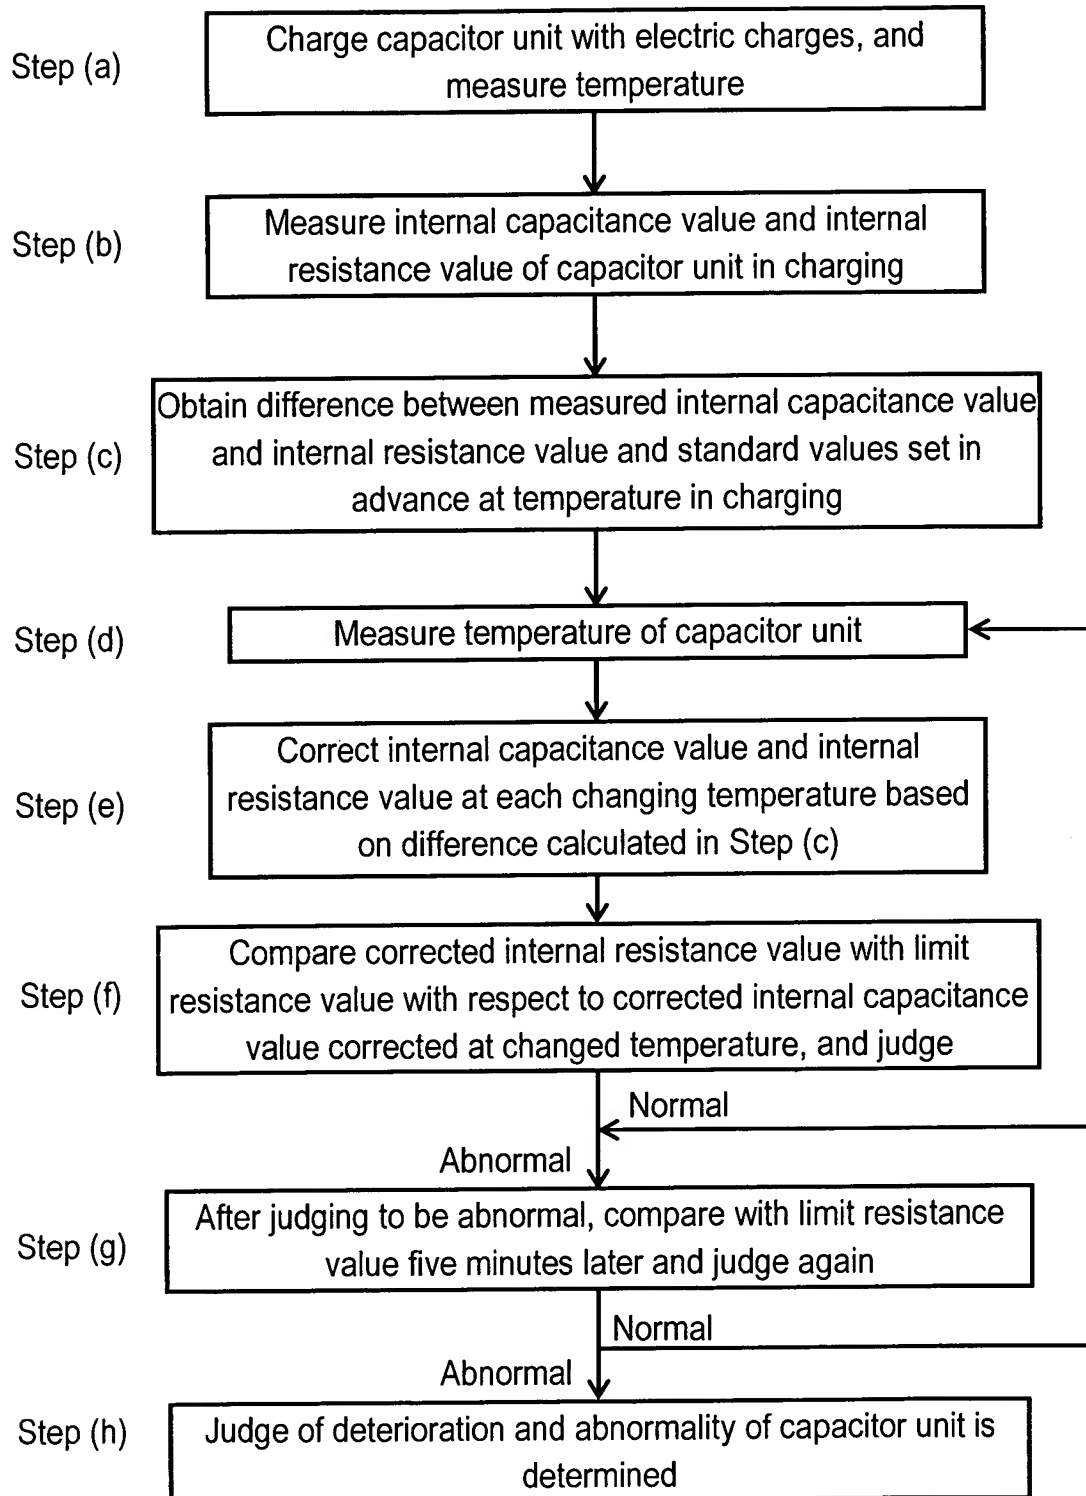 Step (a)
Charge capacitor unit with electric charges, and
measure temperature
Step (b)
Measure internal capacitance value and internal
resistance value of capacitor unit in charging
Step (c)
Obtain difference between measured internal capacitance value
and internal resistance value and standard values set in
advance at temperature in charging
Step (d)
Measure temperature of capacitor unit
Step (e)
Correct internal capacitance value and internal
resistance value at each changing temperature based
on difference calculated in Step (c)
Step (f)
Compare corrected internal resistance value with limit
resistance value with respect to corrected internal capacitance
value corrected at changed temperature, and judge
Normal
Abnormal
Step (g)
After judging to be abnormal, compare with limit resistance
value five minutes later and judge again
Normal
Abnormal
Step (h)
Judge of deterioration and abnormality of capacitor unit is
determined